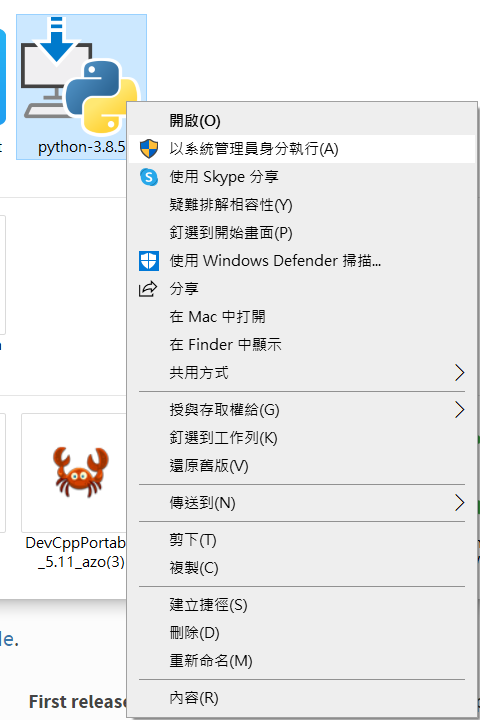 python-3.8.5
開啟(O)
以系統管理員身分執行(A)
使用 Skype 分享
疑難排解相容性(Y)
釘選到開始畫面(P)
使用 Windows Defender 掃描...
分享
在 Mac 中打開
在 Finder 中顯示
共用方式
授與存取權給(G)
釘選到工作列(K)
還原舊版(V)
傳送到(N)
剪下(T)
複製(C)
建立捷徑(S)
刪除(D)
重新命名(M)
內容(R)
DevCppPortab
_5.11_azo(3)
le.
First release